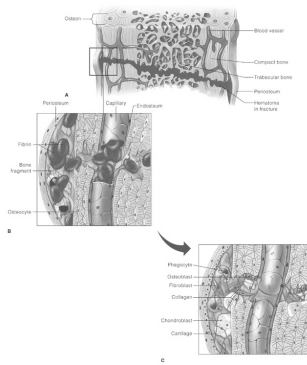 Osteon
Blood vessel
Compact bone
Trabecular bone
Periosteum
Hematoma
in fracture
A
Periosteum
Capillary
Endosteum
Fibrin
Bone
fragment
Osteocyte
B
Phagocyte
Osteoblast
Fibroblast
Collagen
Chondroblast
Cartilage
C